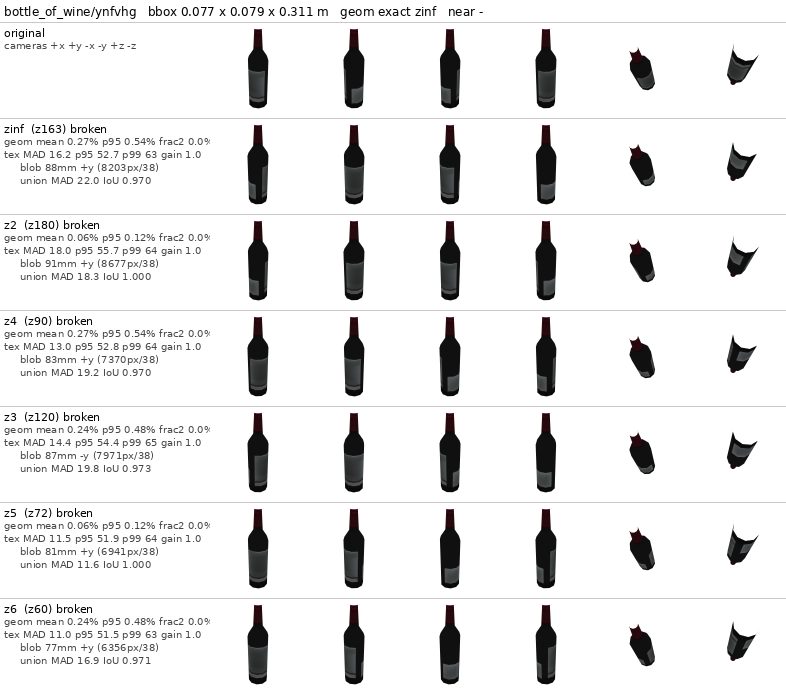 bottle_of_wine/ynfvhg   bbox 0.077 x 0.079 x 0.311 m   geom exact zinf   near -
original
cameras +x +y -x -y +z -z
zinf  (z163) broken
geom mean 0.27% p95 0.54% frac2 0.0%
tex MAD 16.2 p95 52.7 p99 63 gain 1.0
blob 88mm +y (8203px/38)
union MAD 22.0 IoU 0.970
z2  (z180) broken
geom mean 0.06% p95 0.12% frac2 0.0%
tex MAD 18.0 p95 55.7 p99 64 gain 1.0
blob 91mm +y (8677px/38)
union MAD 18.3 IoU 1.000
z4  (z90) broken
geom mean 0.27% p95 0.54% frac2 0.0%
tex MAD 13.0 p95 52.8 p99 64 gain 1.0
blob 83mm +y (7370px/38)
union MAD 19.2 IoU 0.970
z3  (z120) broken
geom mean 0.24% p95 0.48% frac2 0.0%
tex MAD 14.4 p95 54.4 p99 65 gain 1.0
blob 87mm -y (7971px/38)
union MAD 19.8 IoU 0.973
z5  (z72) broken
geom mean 0.06% p95 0.12% frac2 0.0%
tex MAD 11.5 p95 51.9 p99 64 gain 1.0
blob 81mm +y (6941px/38)
union MAD 11.6 IoU 1.000
z6  (z60) broken
geom mean 0.24% p95 0.48% frac2 0.0%
tex MAD 11.0 p95 51.5 p99 63 gain 1.0
blob 77mm +y (6356px/38)
union MAD 16.9 IoU 0.971